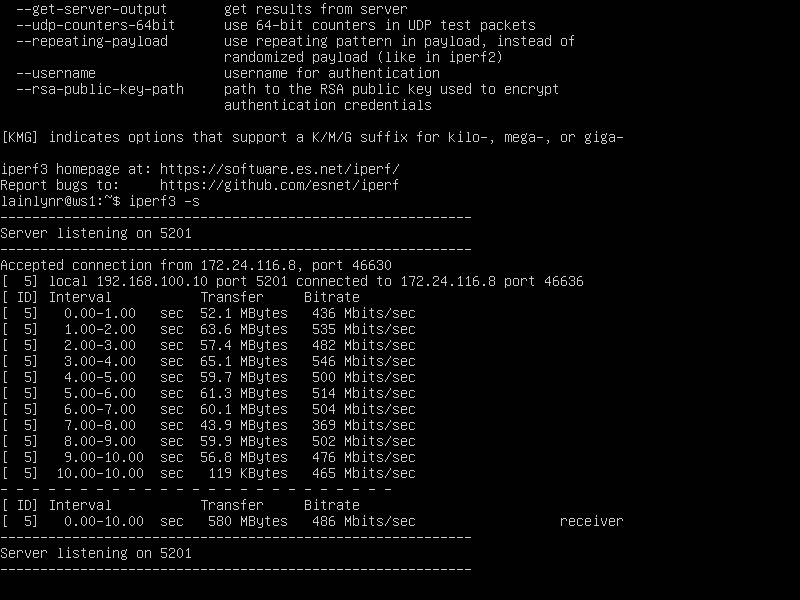 --get-server-output       get results from server
--udp-counters-64bit      use 64-bit counters in UDP test packets
--repeating-payload       use repeating pattern in payload, instead of
                          randomized payload (like in iperf2)
--username                username for authentication
--rsa-public-key-path     path to the RSA public key used to encrypt
                          authentication credentials

[KMG] indicates options that support a K/M/G suffix for kilo-, mega-, or giga-

iperf3 homepage at: https://software.es.net/iperf/
Report bugs to:     https://github.com/esnet/iperf
lainlynr@ws1:~$ iperf3 -s
-----------------------------------------------------------
Server listening on 5201
-----------------------------------------------------------
Accepted connection from 172.24.116.8, port 46630
[  5] local 192.168.100.10 port 5201 connected to 172.24.116.8 port 46636
[ ID] Interval           Transfer     Bitrate
[  5]   0.00-1.00   sec  52.1 MBytes   436 Mbits/sec
[  5]   1.00-2.00   sec  63.6 MBytes   535 Mbits/sec
[  5]   2.00-3.00   sec  57.4 MBytes   482 Mbits/sec
[  5]   3.00-4.00   sec  65.1 MBytes   546 Mbits/sec
[  5]   4.00-5.00   sec  59.7 MBytes   500 Mbits/sec
[  5]   5.00-6.00   sec  61.3 MBytes   514 Mbits/sec
[  5]   6.00-7.00   sec  60.1 MBytes   504 Mbits/sec
[  5]   7.00-8.00   sec  43.9 MBytes   369 Mbits/sec
[  5]   8.00-9.00   sec  59.9 MBytes   502 Mbits/sec
[  5]   9.00-10.00  sec  56.8 MBytes   476 Mbits/sec
[  5]  10.00-10.00  sec   119 KBytes   465 Mbits/sec
- - - - - - - - - - - - - - - - - - - - - - - - -
[ ID] Interval           Transfer     Bitrate
[  5]   0.00-10.00  sec   580 MBytes   486 Mbits/sec                  receiver
-----------------------------------------------------------
Server listening on 5201
-----------------------------------------------------------